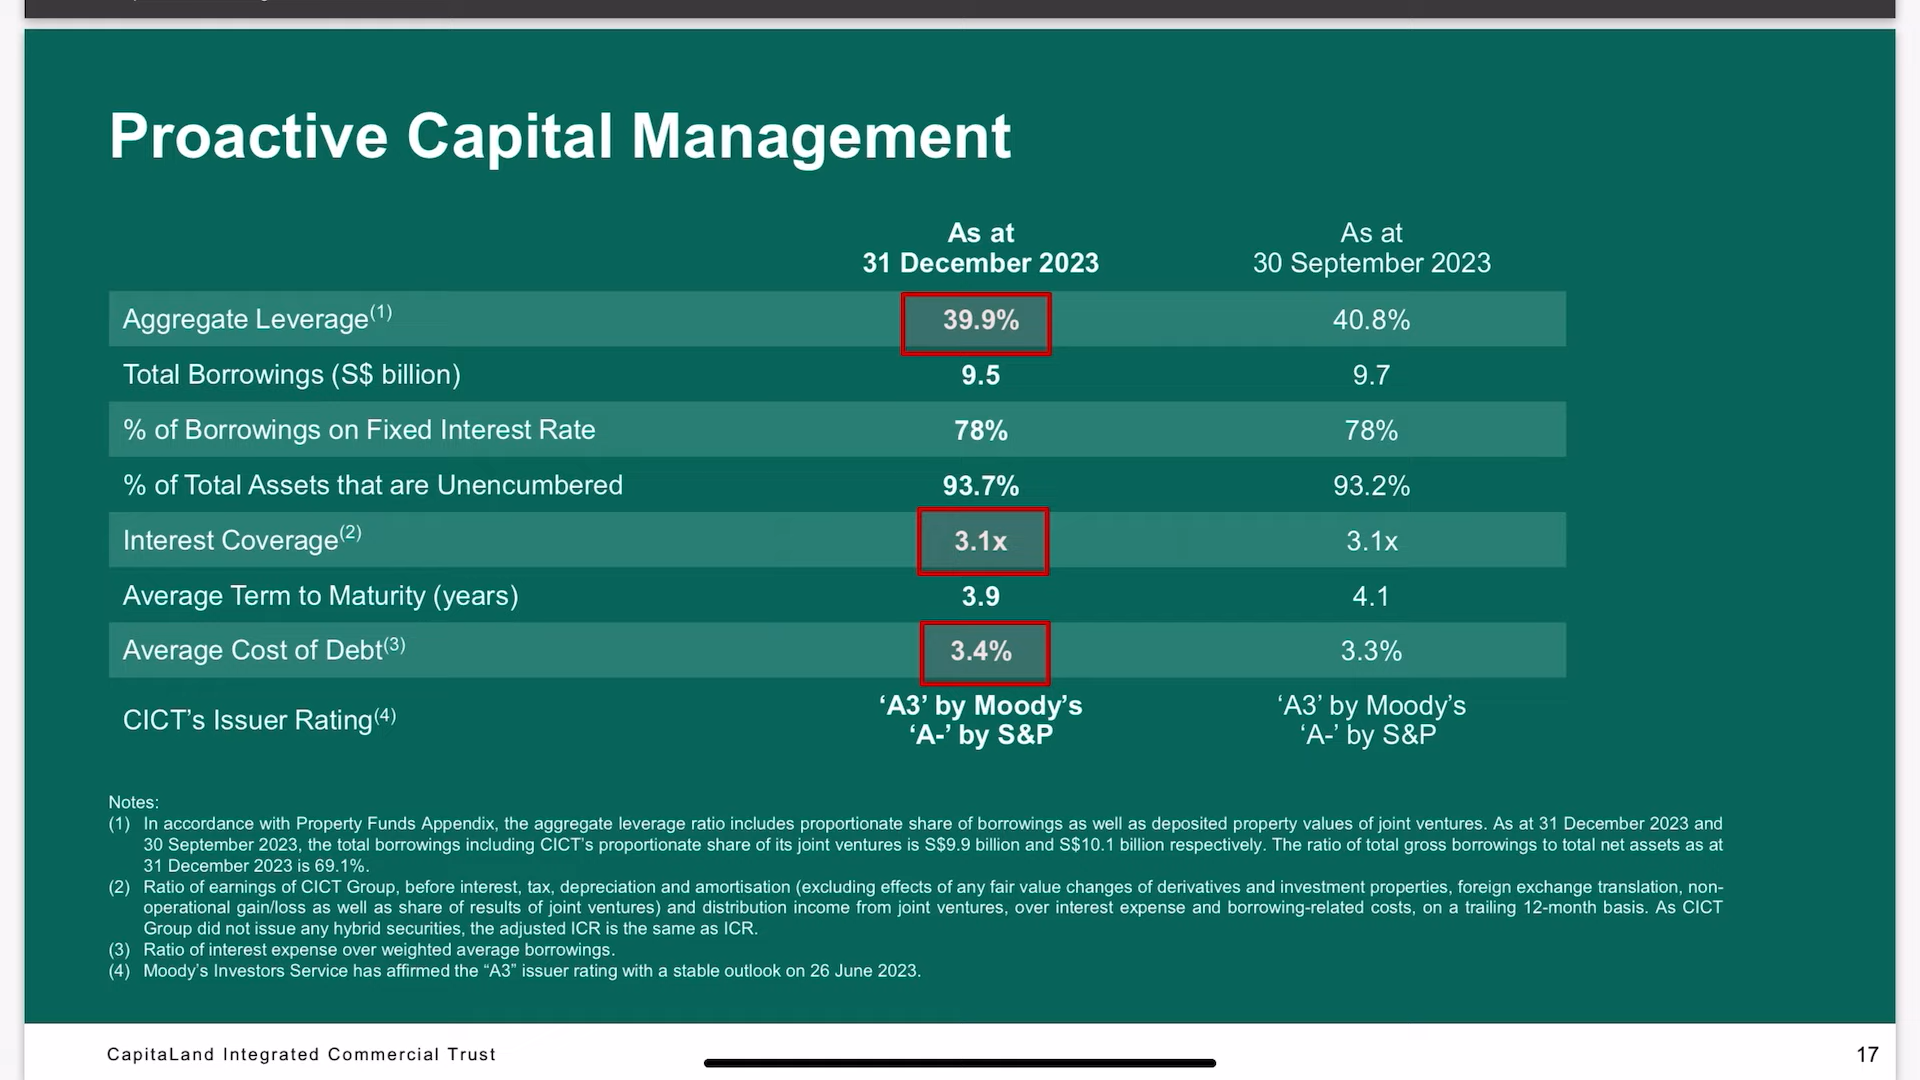 Proactive Capital Management
As at
31 December 2023
As at
30 September 2023
Aggregate Leverage(1) 39.9% 40.8%
Total Borrowings (S$ billion) 9.5 9.7
% of Borrowings on Fixed Interest Rate 78% 78%
% of Total Assets that are Unencumbered 93.7% 93.2%
Interest Coverage(2) 3.1x 3.1x
Average Term to Maturity (years) 3.9 4.1
Average Cost of Debt(3) 3.4% 3.3%
CICT’s Issuer Rating(4)
‘A3’ by Moody’s
‘A-’ by S&P
‘A3’ by Moody’s
‘A-’ by S&P
Notes:
(1) In accordance with Property Funds Appendix, the aggregate leverage ratio includes proportionate share of borrowings as well as deposited property values of joint ventures. As at 31 December 2023 and
30 September 2023, the total borrowings including CICT’s proportionate share of its joint ventures is S$9.9 billion and S$10.1 billion respectively. The ratio of total gross borrowings to total net assets as at
31 December 2023 is 69.1%.
(2) Ratio of earnings of CICT Group, before interest, tax, depreciation and amortisation (excluding effects of any fair value changes of derivatives and investment properties, foreign exchange translation, non-
operational gain/loss as well as share of results of joint ventures) and distribution income from joint ventures, over interest expense and borrowing-related costs, on a trailing 12-month basis. As CICT
Group did not issue any hybrid securities, the adjusted ICR is the same as ICR.
(3) Ratio of interest expense over weighted average borrowings.
(4) Moody’s Investors Service has affirmed the “A3” issuer rating with a stable outlook on 26 June 2023.
CapitaLand Integrated Commercial Trust
17